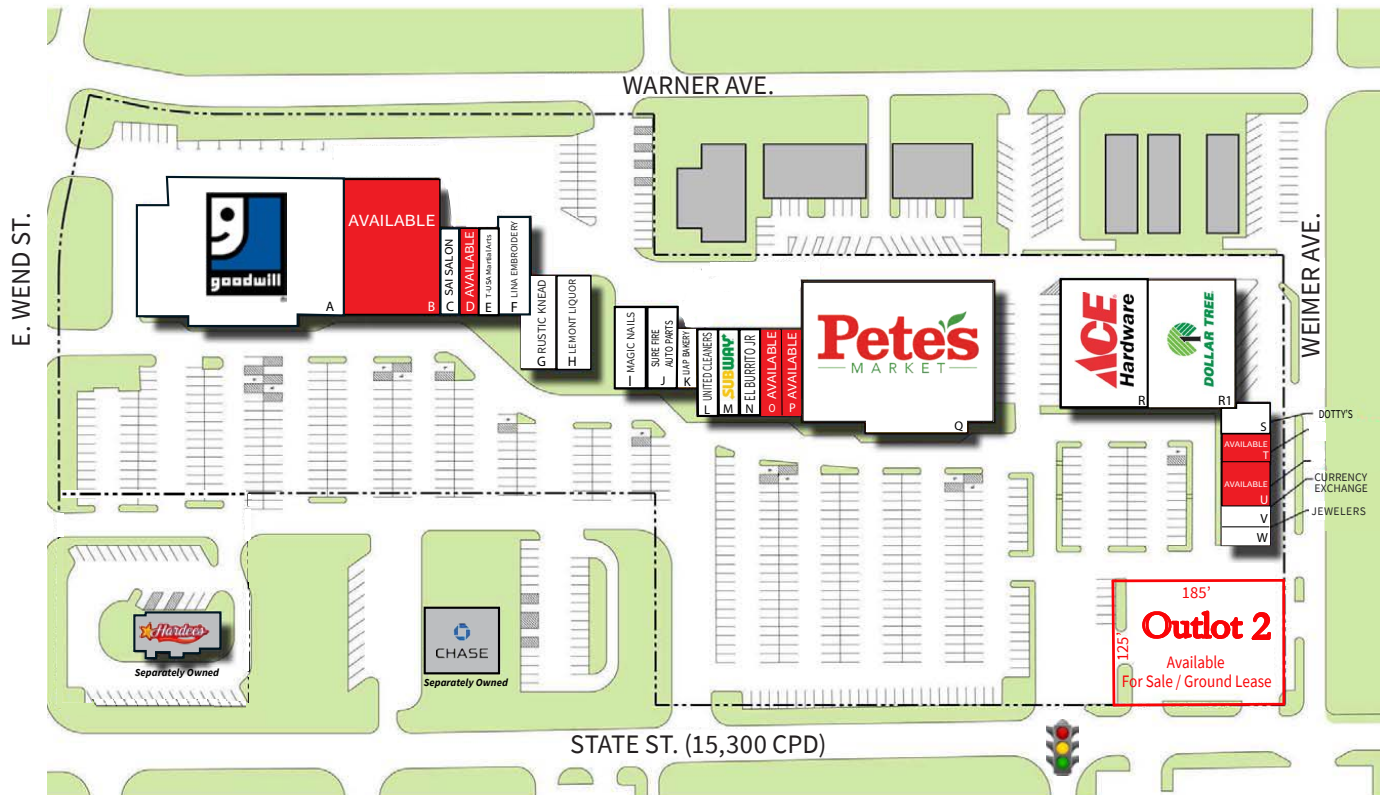 WARNER AVE.
E. WEND ST.
WEIMER AVE.
goodwill
A
AVAILABLE
B
SAI SALON
C
AVAILABLE
D
T-USA Martial Arts
E
LINA EMBROIDERY
F
RUSTIC KNEAD
G
LEMONT LIQUOR
H
MAGIC NAILS
I
SURE FIRE
AUTO PARTS
J
LIAP BAKERY
K
UNITED CLEANERS
L
SUBWAY
M
EL BURRITO JR
N
AVAILABLE
O
AVAILABLE
P
Pete's
MARKET
Q
ACE
Hardware
R
DOLLAR TREE
R1
S
DOTTY'S
AVAILABLE
T
AVAILABLE
U
CURRENCY
EXCHANGE
V
JEWELERS
W
Hardee's
Separately Owned
CHASE
Separately Owned
185'
125'
Outlot 2
Available
For Sale / Ground Lease
STATE ST. (15,300 CPD)